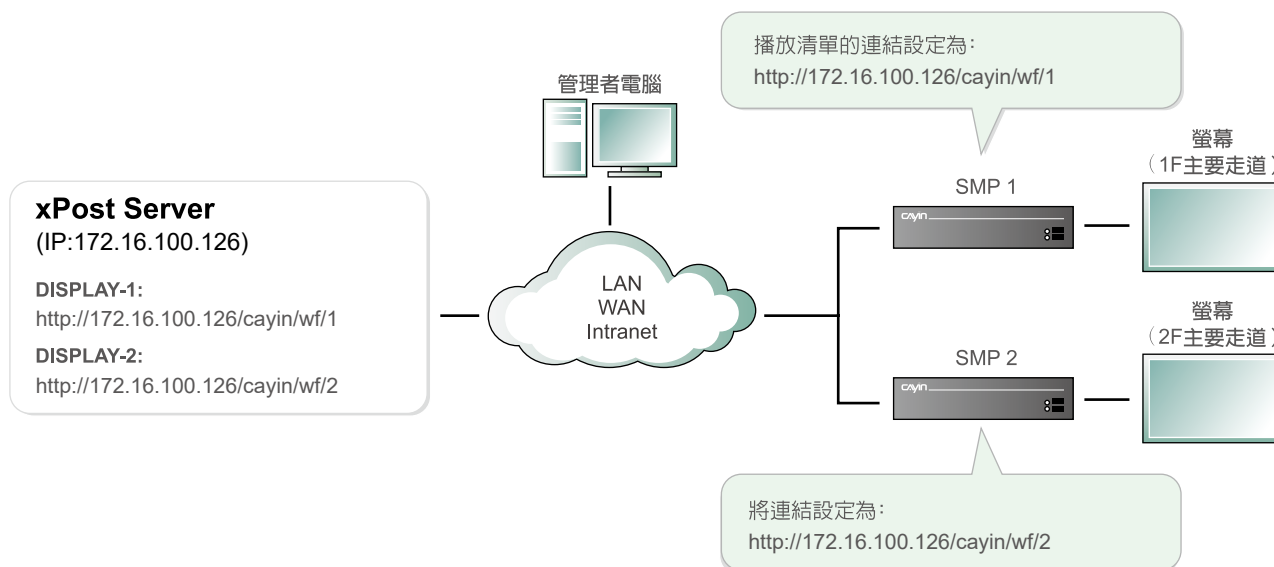 播放清單的連結設定為：
http://172.16.100.126/cayin/wf/1
管理者電腦
螢幕
（1F主要走道）
SMP 1
CAYIN
xPost Server
(IP:172.16.100.126)
DISPLAY-1:
http://172.16.100.126/cayin/wf/1
DISPLAY-2:
http://172.16.100.126/cayin/wf/2
LAN
WAN
Intranet
螢幕
（2F主要走道）
SMP 2
CAYIN
將連結設定為：
http://172.16.100.126/cayin/wf/2